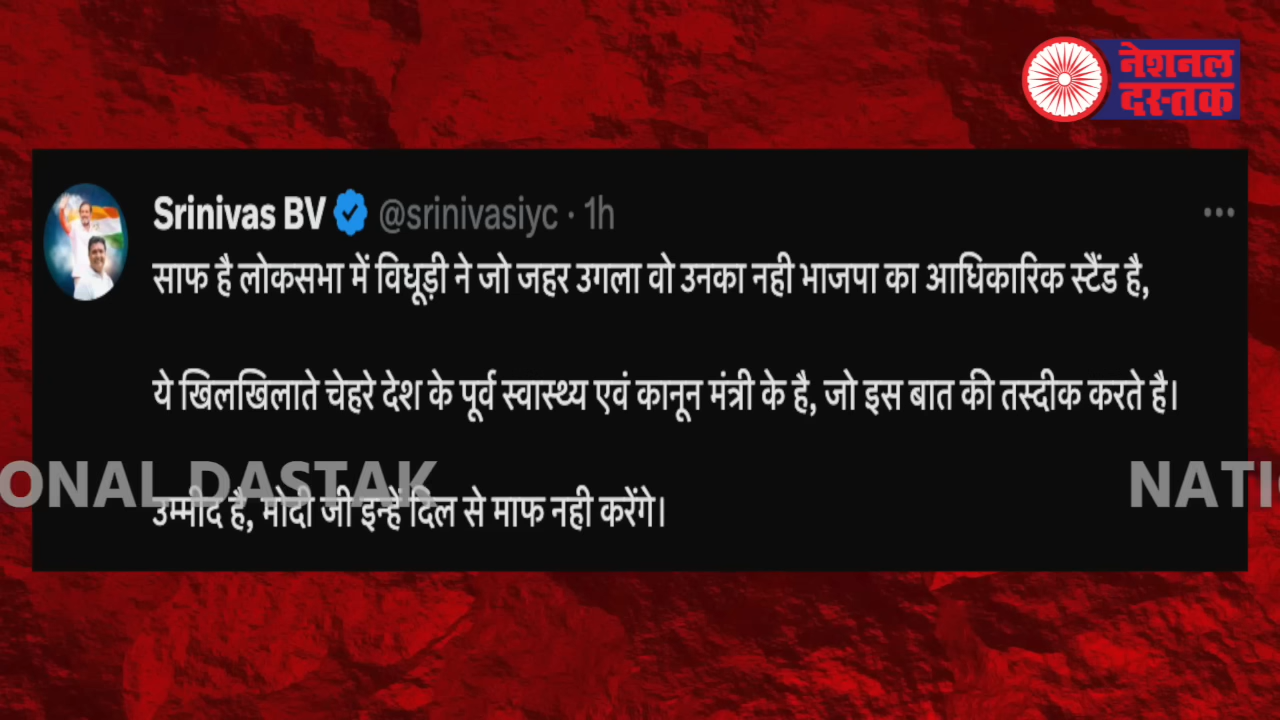 नेशनल
दस्तक
Srinivas BV @srinivasiyc · 1h
साफ है लोकसभा में विधूड़ी ने जो जहर उगला वो उनका नही भाजपा का आधिकारिक स्टैंड है,
ये खिलखिलाते चेहरे देश के पूर्व स्वास्थ्य एवं कानून मंत्री के है, जो इस बात की तस्दीक करते है।
ONAL DASTAK NATI
उम्मीद है, मोदी जी इन्हें दिल से माफ नही करेंगे।